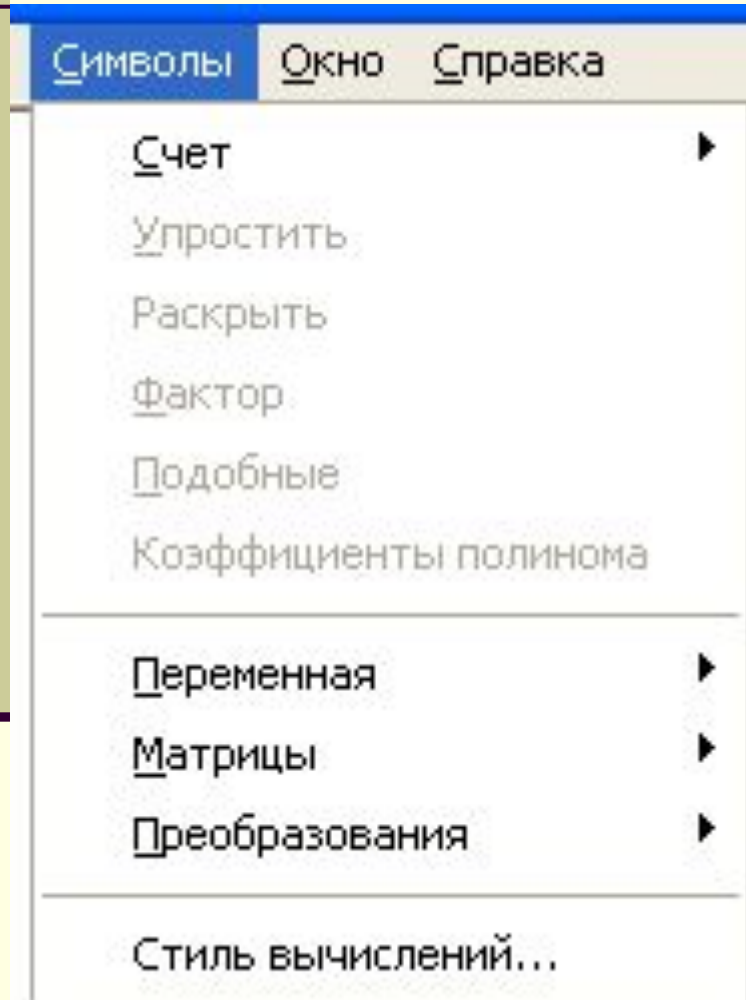 Символы Окно Справка
Счет
Упростить
Раскрыть
Фактор
Подобные
Коэффициенты полинома
Переменная
Матрицы
Преобразования
Стиль вычислений...